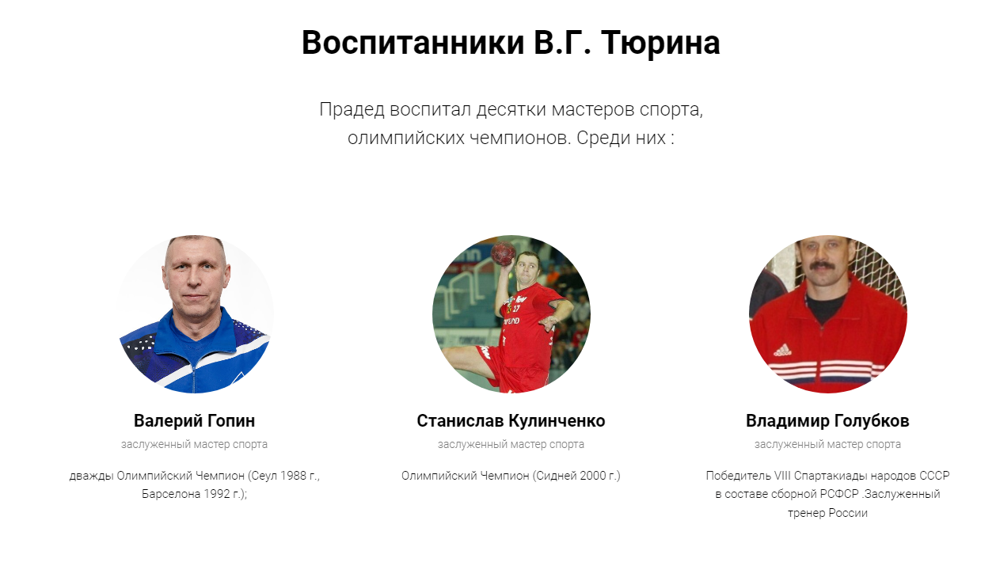 Воспитанники В.Г. Тюрина
Прадед воспитал десятки мастеров спорта,
олимпийских чемпионов. Среди них :
Валерий Гопин
заслуженный мастер спорта
дважды Олимпийский Чемпион (Сеул 1988 г.,
Барселона 1992 г.);
Станислав Кулинченко
заслуженный мастер спорта
Олимпийский Чемпион (Сидней 2000 г.)
Владимир Голубков
заслуженный мастер спорта
Победитель VIII Спартакиады народов СССР
в составе сборной РСФСР .Заслуженный
тренер России